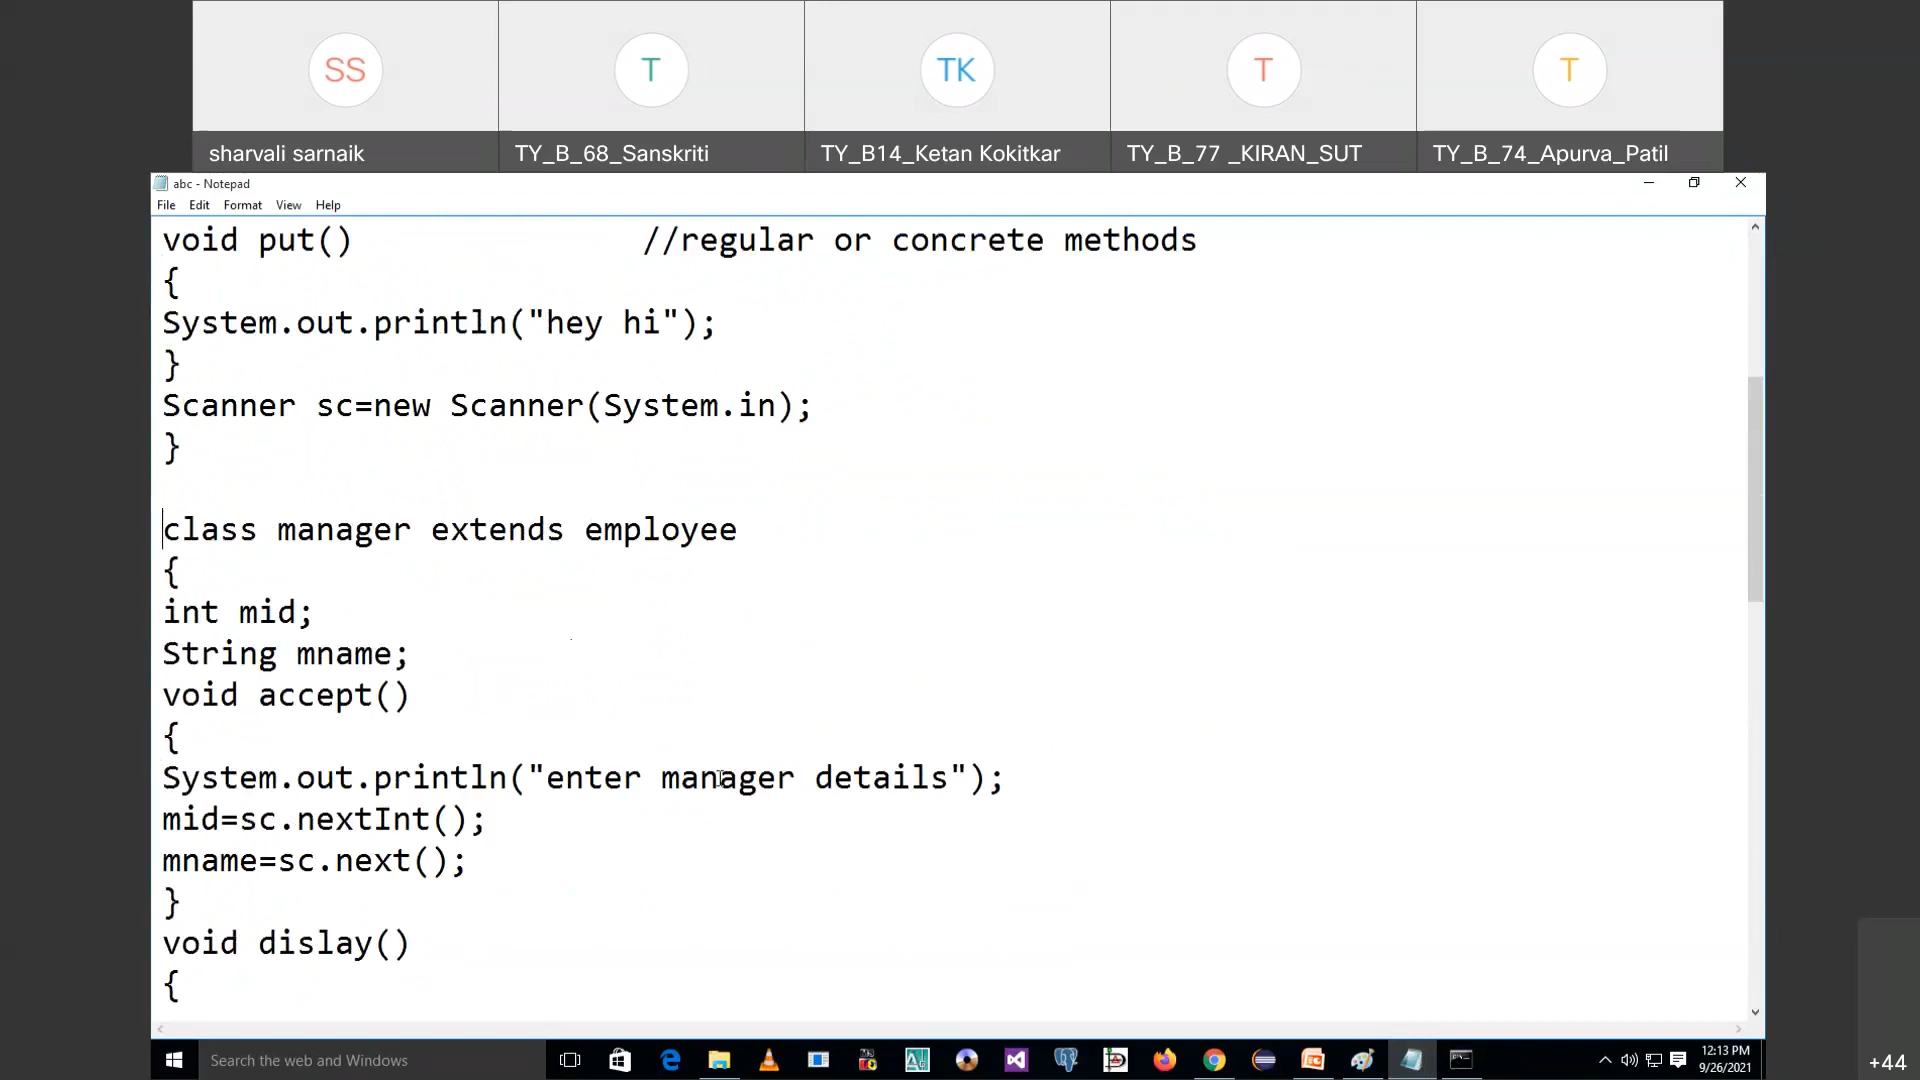 SS
T
TK
T
T
sharvali sarnaik
TY_B_68_Sanskriti
TY_B14_Ketan Kokitkar
TY_B_77 _KIRAN_SUT
TY_B_74_Apurva_Patil
abc - Notepad
File Edit Format View Help
void put() //regular or concrete methods
{
System.out.println("hey hi");
}
Scanner sc=new Scanner(System.in);
}
class manager extends employee
{
int mid;
String mname;
void accept()
{
System.out.println("enter manager details");
mid=sc.nextInt();
mname=sc.next();
}
void dislay()
{
Search the web and Windows
12:13 PM
9/26/2021
+44